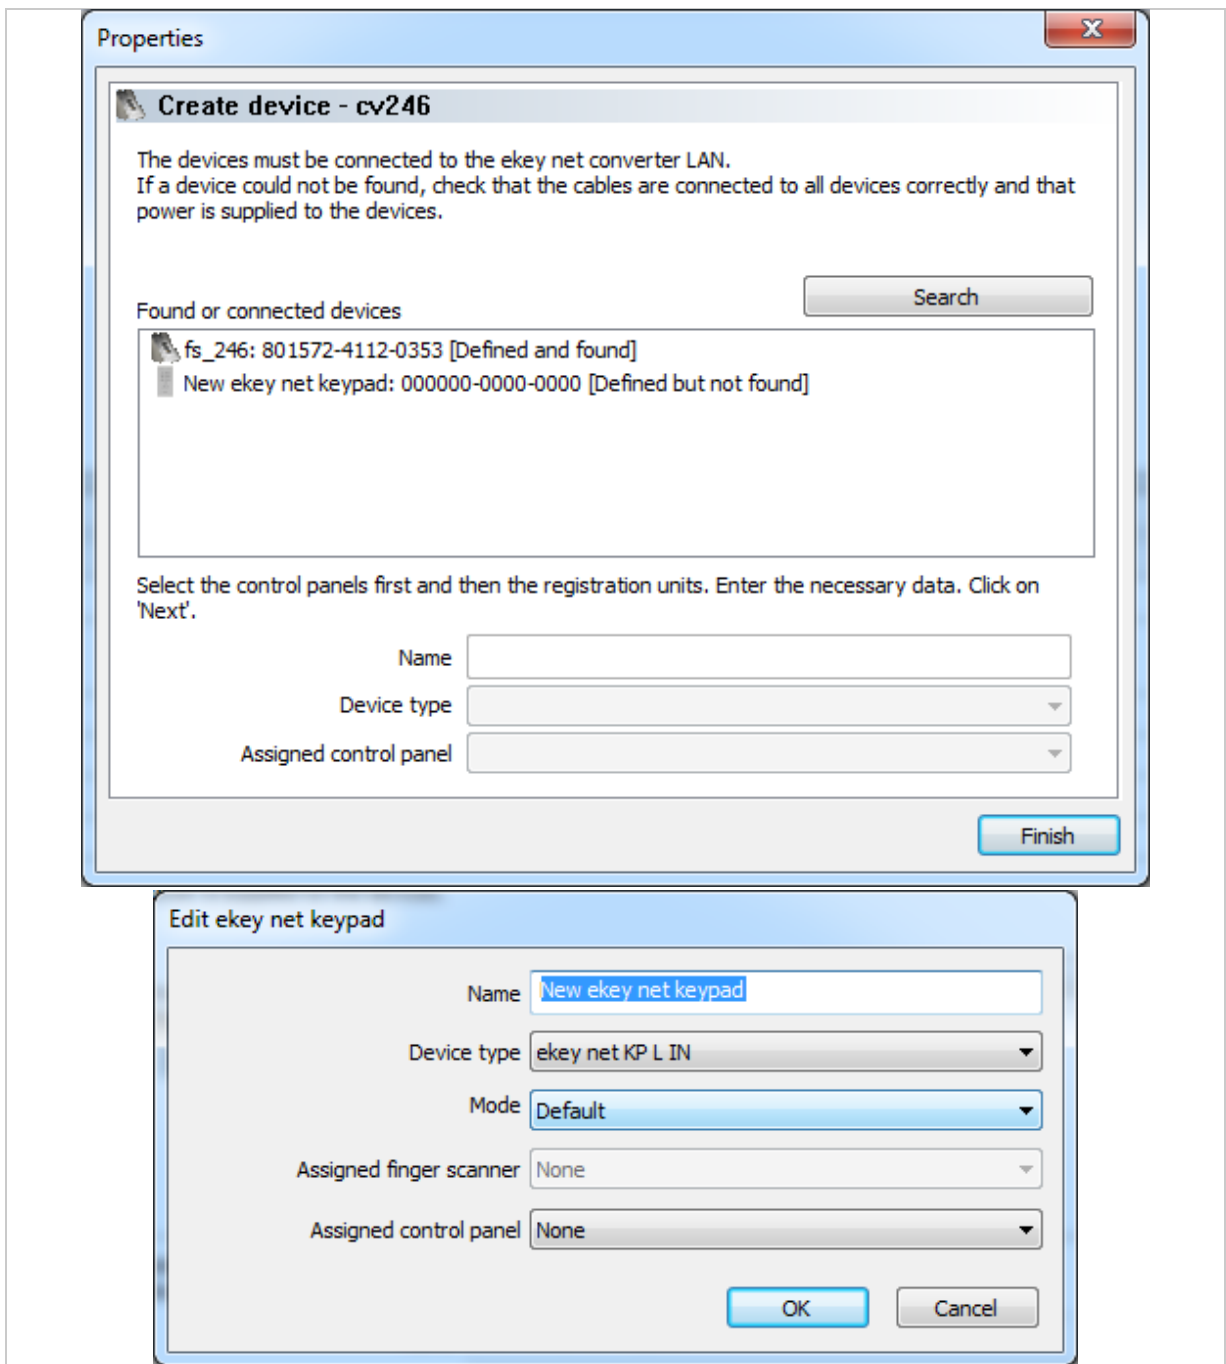 Properties
Create device - cv246
The devices must be connected to the ekey net converter LAN.
If a device could not be found, check that the cables are connected to all devices correctly and that
power is supplied to the devices.
Search
Found or connected devices
fs_246: 801572-4112-0353 [Defined and found]
New ekey net keypad: 000000-0000-0000 [Defined but not found]
Select the control panels first and then the registration units. Enter the necessary data. Click on
'Next'.
Name
Device type
Assigned control panel
Finish
Edit ekey net keypad
Name New ekey net keypad
Device type ekey net KP L IN
Mode Default
Assigned finger scanner None
Assigned control panel None
OK Cancel